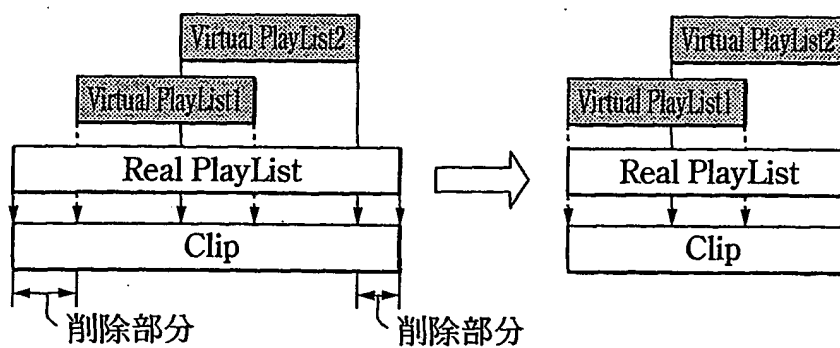 Virtual PlayList2
Virtual PlayList1
Real PlayList
Clip
削除部分
削除部分
Virtual PlayList2
Virtual PlayList1
Real PlayList
Clip